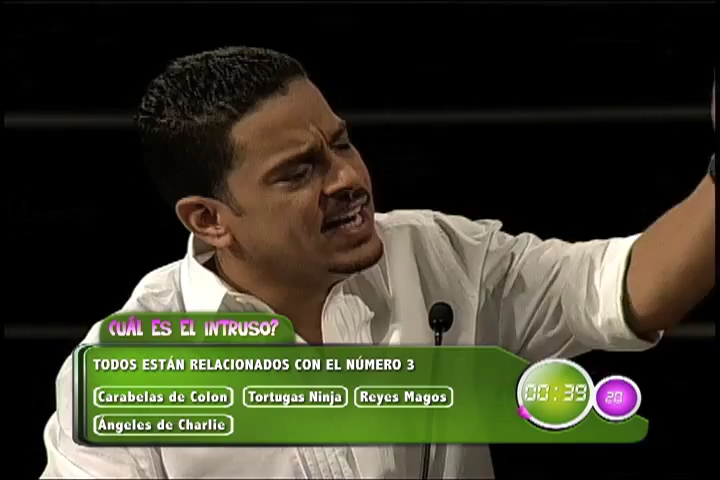 CUÁL ES EL INTRUSO?
TODOS ESTÁN RELACIONADOS CON EL NÚMERO 3
Carabelas de Colon Tortugas Ninja Reyes Magos
Ángeles de Charlie
00:39 20